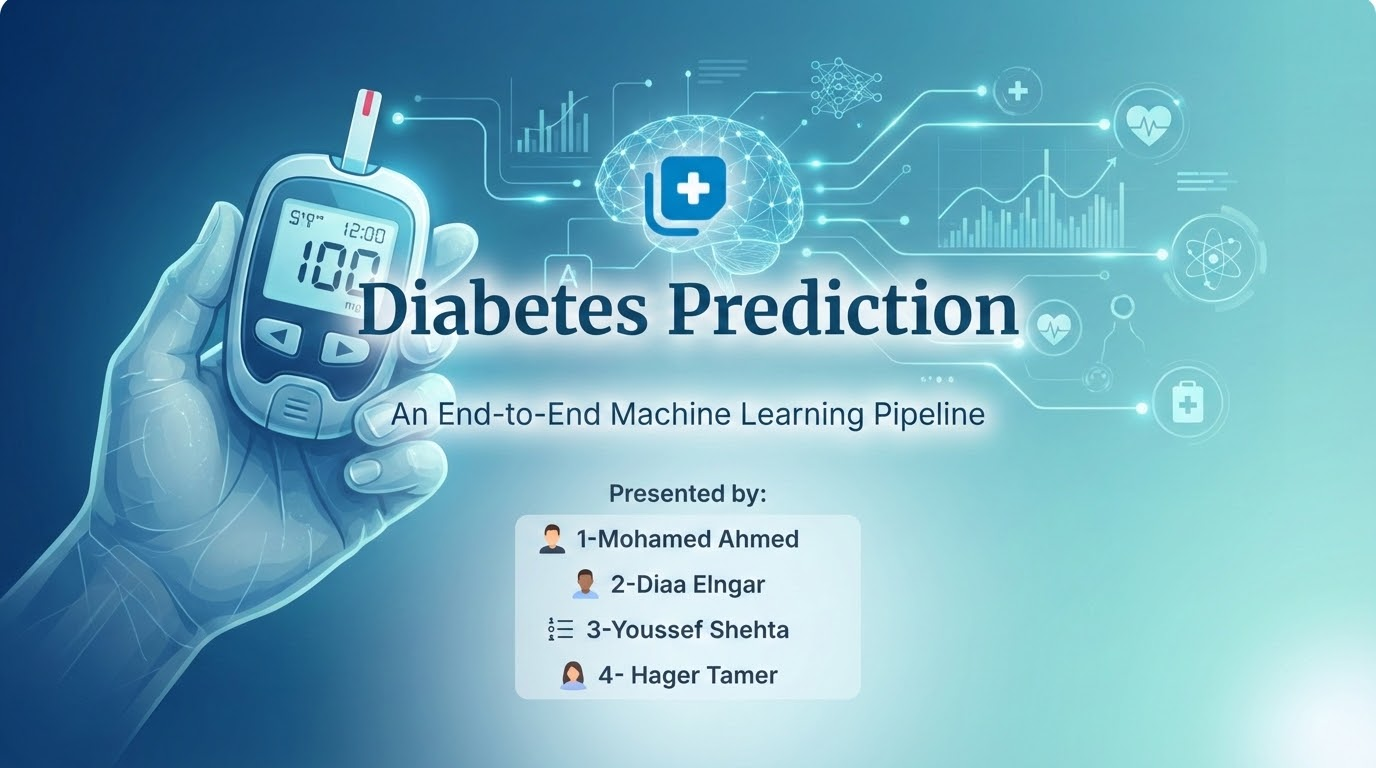 12:00
100
A
Diabetes Prediction
An End-to-End Machine Learning Pipeline
Presented by:
1-Mohamed Ahmed
2-Diaa Elngar
3-Youssef Shehta
4- Hager Tamer